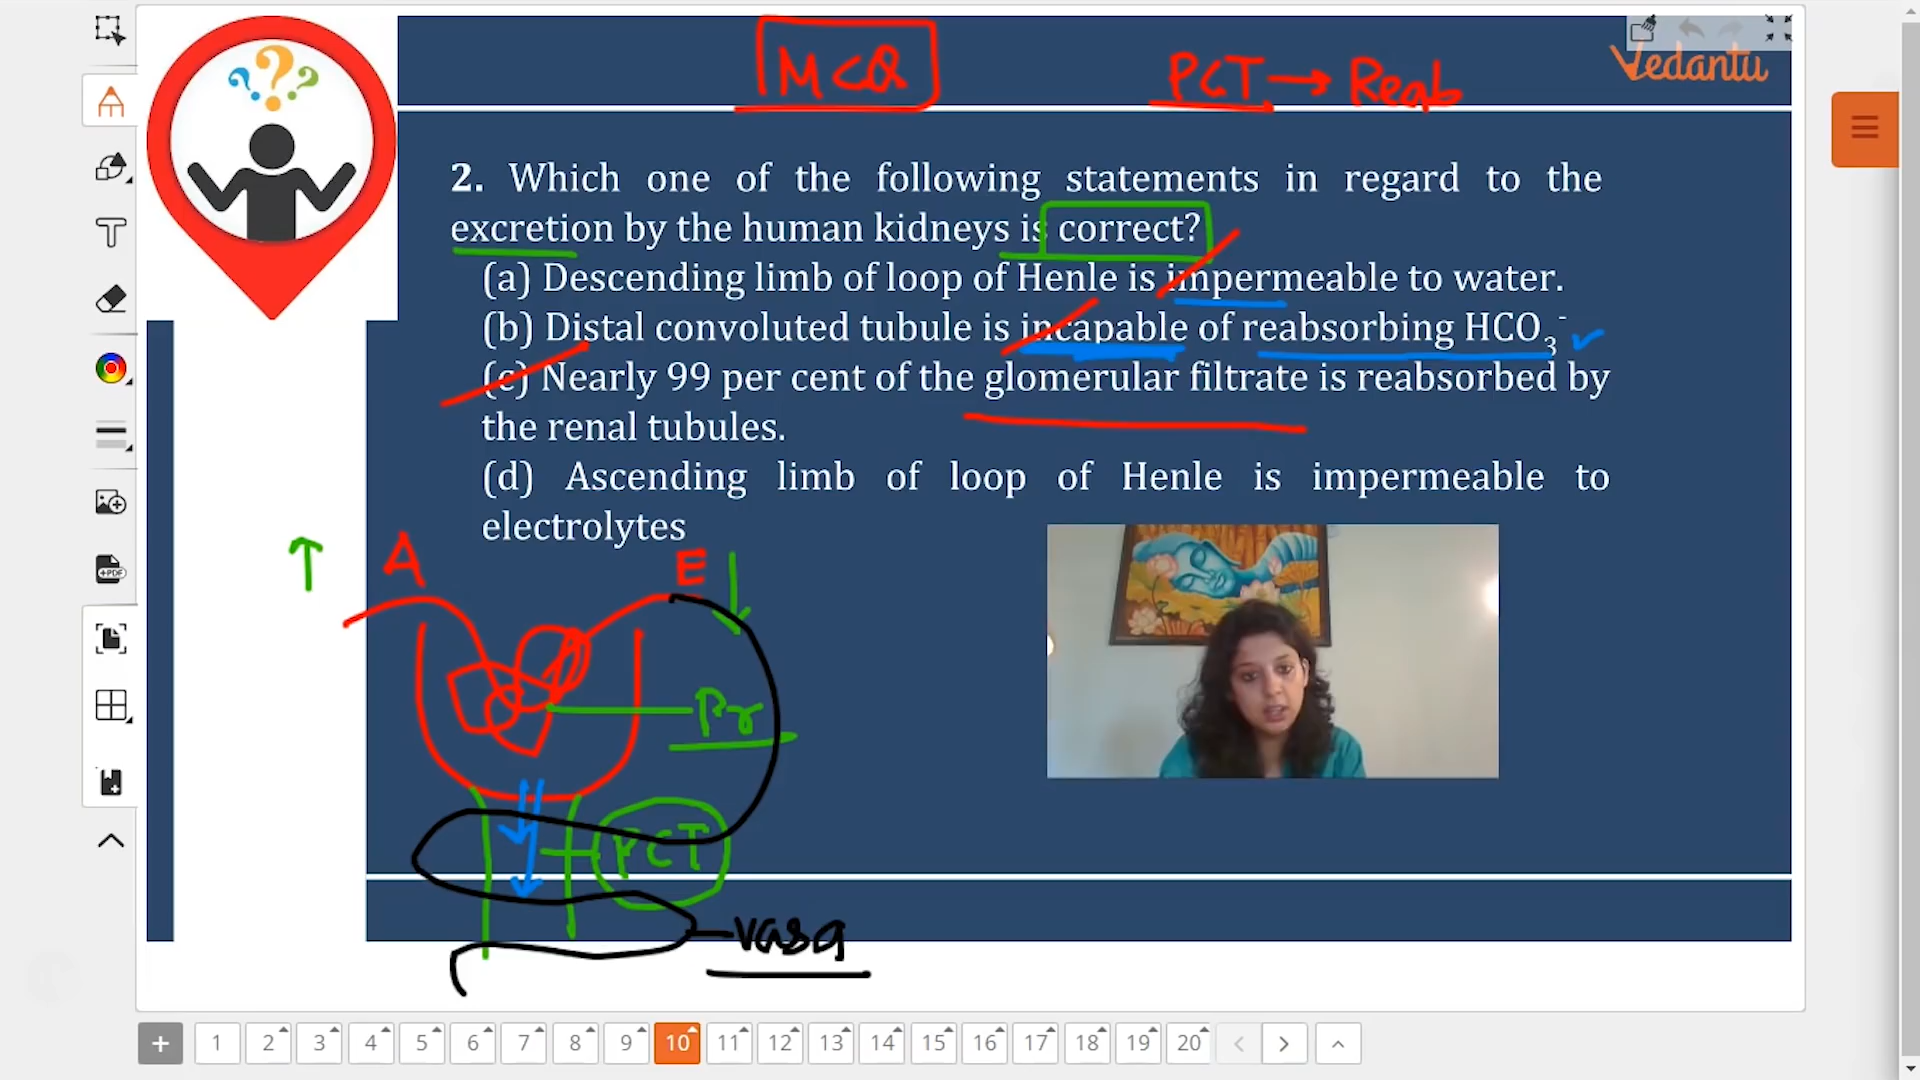 MCQ
PCT → Reab
Vedantu
2. Which one of the following statements in regard to the
excretion by the human kidneys is correct?
(a) Descending limb of loop of Henle is impermeable to water.
(b) Distal convoluted tubule is incapable of reabsorbing HCO₃⁻
(c) Nearly 99 per cent of the glomerular filtrate is reabsorbed by
the renal tubules.
(d) Ascending limb of loop of Henle is impermeable to
electrolytes
A
E
Pr
PCT
vasa
+PDF
1 2 3 4 5 6 7 8 9 10 11 12 13 14 15 16 17 18 19 20